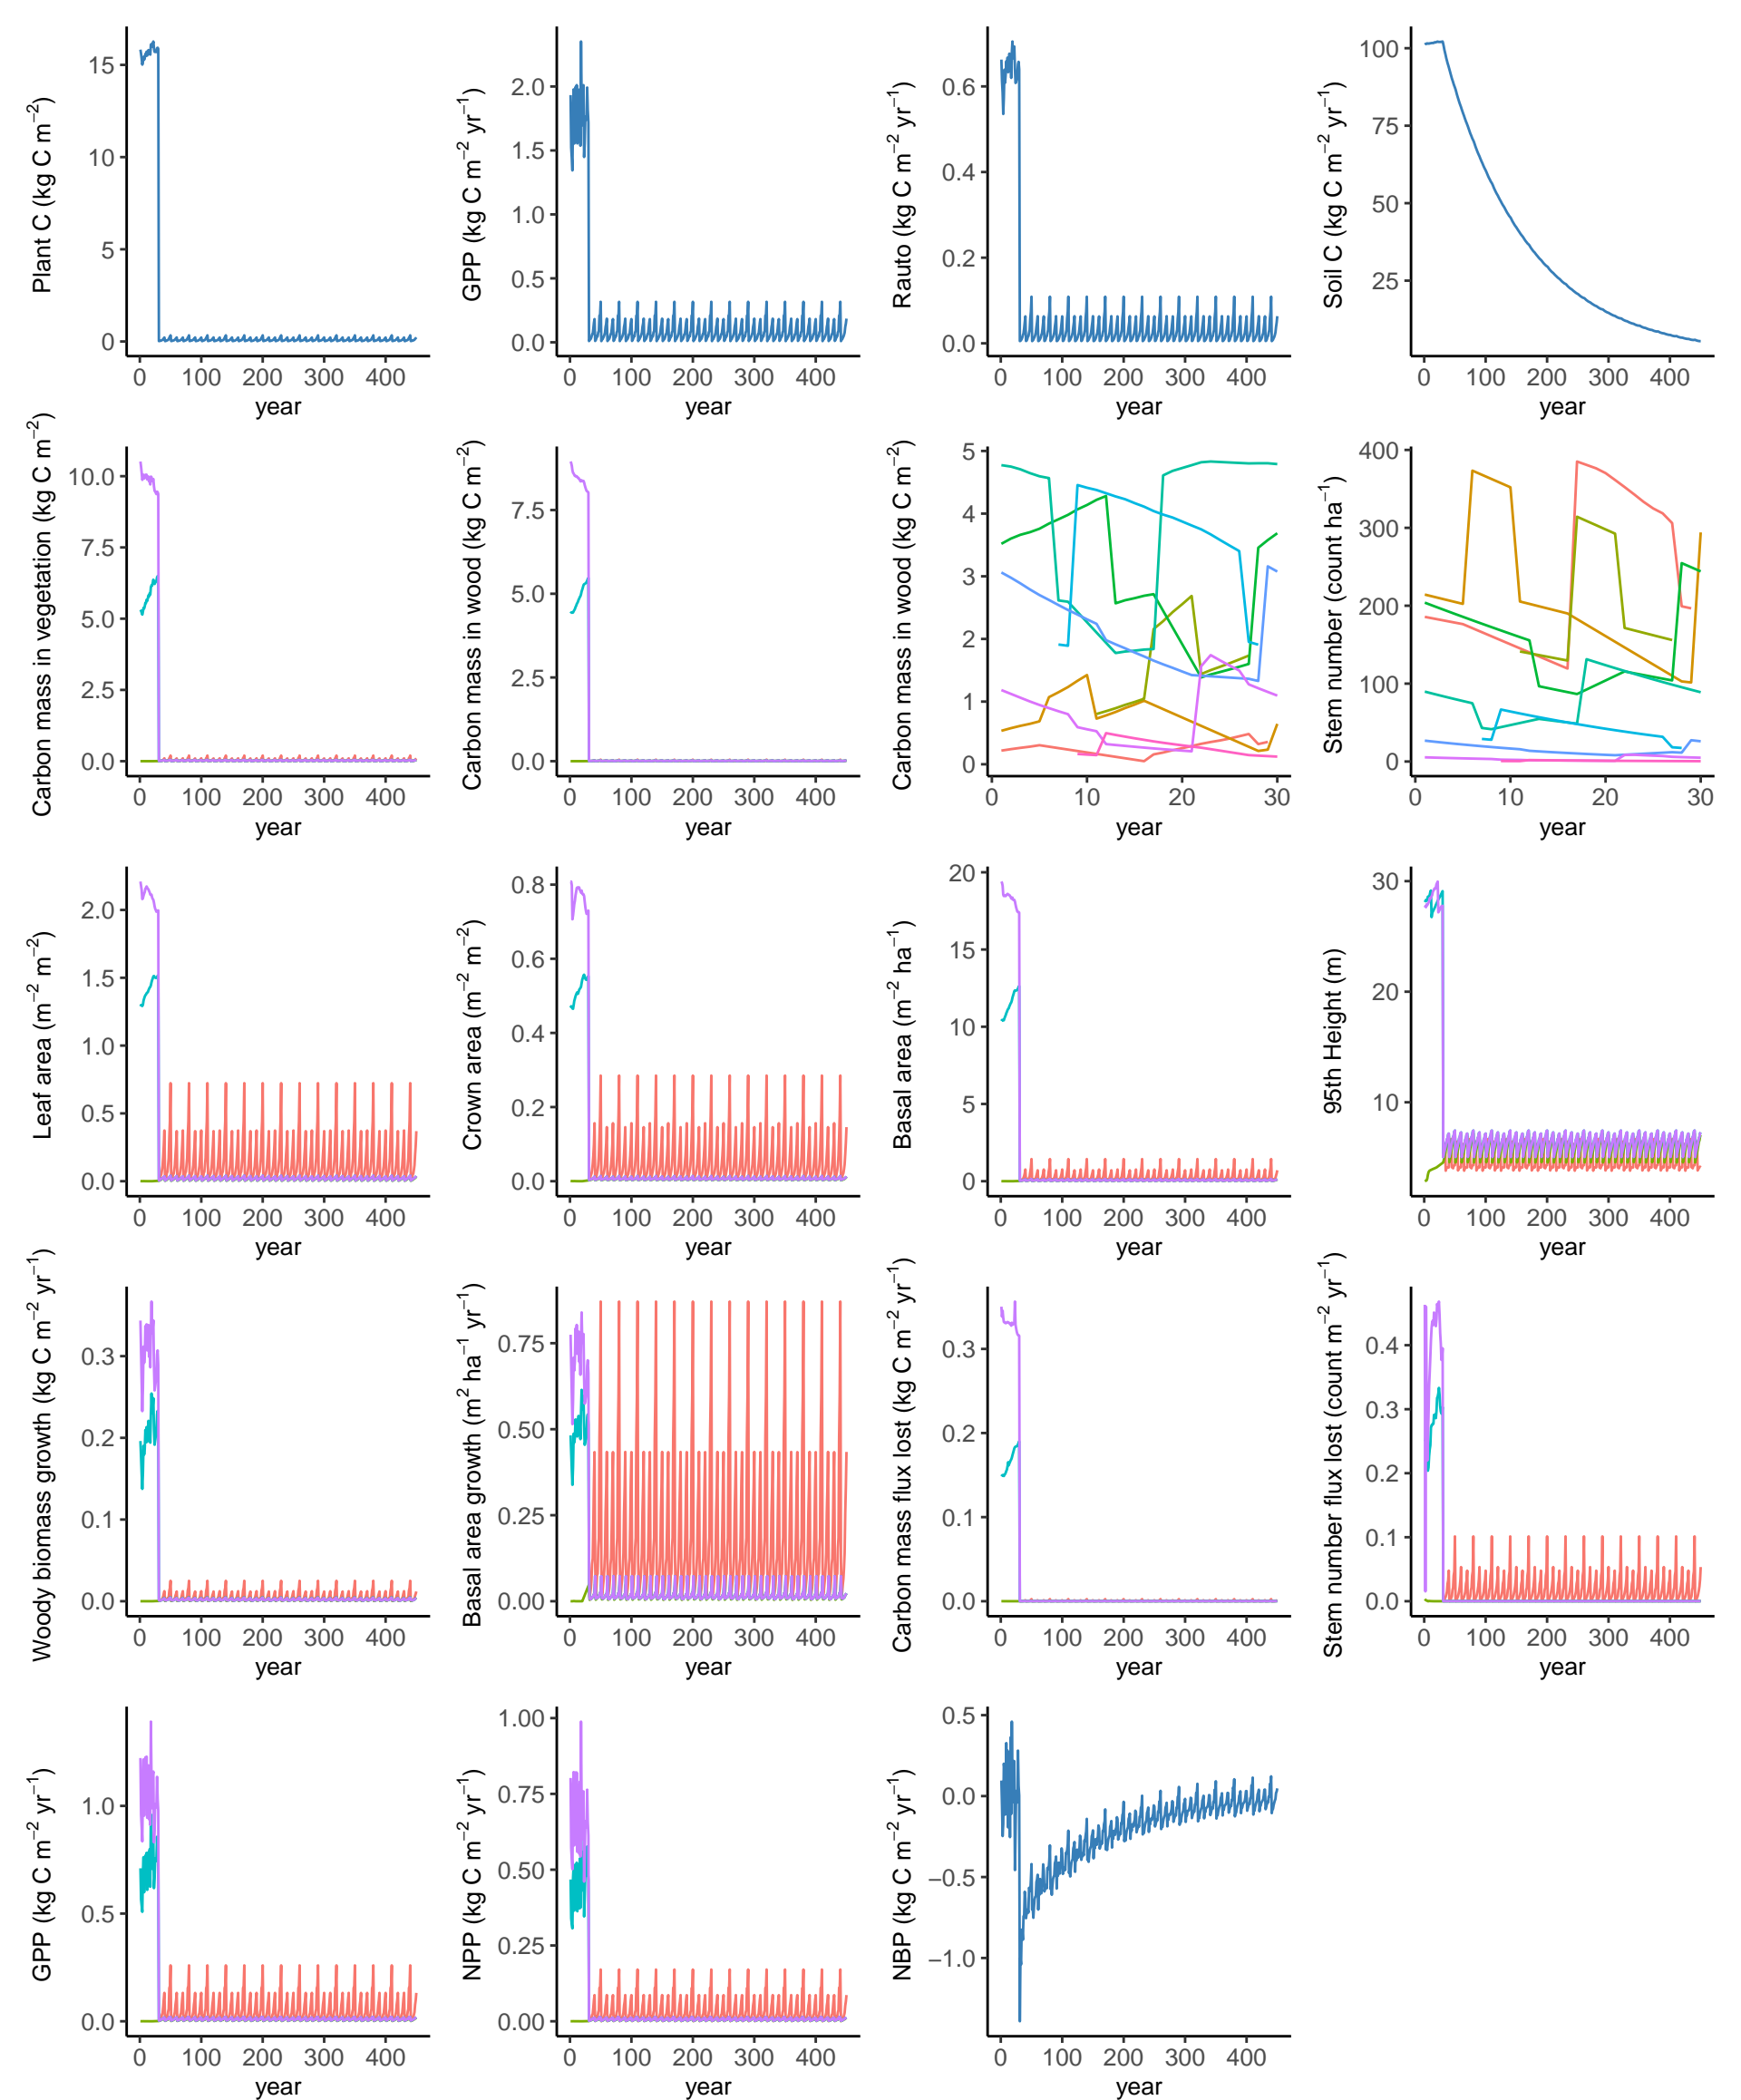 Plant C (kg C m−2)
15
10
5
0
0 100 200 300 400
year
GPP (kg C m−2 yr−1)
2.0
1.5
1.0
0.5
0.0
0 100 200 300 400
year
Rauto (kg C m−2 yr−1)
0.6
0.4
0.2
0.0
0 100 200 300 400
year
Soil C (kg C m−2 yr−1)
100
75
50
25
0 100 200 300 400
year
Carbon mass in vegetation (kg C m−2)
10.0
7.5
5.0
2.5
0.0
0 100 200 300 400
year
Carbon mass in wood (kg C m−2)
7.5
5.0
2.5
0.0
0 100 200 300 400
year
Carbon mass in wood (kg C m−2)
5
4
3
2
1
0
0 10 20 30
year
Stem number (count ha−1)
400
300
200
100
0
0 10 20 30
year
Leaf area (m−2 m−2)
2.0
1.5
1.0
0.5
0.0
0 100 200 300 400
year
Crown area (m−2 m−2)
0.8
0.6
0.4
0.2
0.0
0 100 200 300 400
year
Basal area (m−2 ha−1)
20
15
10
5
0
0 100 200 300 400
year
95th Height (m)
30
20
10
0 100 200 300 400
year
Woody biomass growth (kg C m−2 yr−1)
0.3
0.2
0.1
0.0
0 100 200 300 400
year
Basal area growth (m2 ha−1 yr−1)
0.75
0.50
0.25
0.00
0 100 200 300 400
year
Carbon mass flux lost (kg C m−2 yr−1)
0.3
0.2
0.1
0.0
0 100 200 300 400
year
Stem number flux lost (count m−2 yr−1)
0.4
0.3
0.2
0.1
0.0
0 100 200 300 400
year
GPP (kg C m−2 yr−1)
1.0
0.5
0.0
0 100 200 300 400
year
NPP (kg C m−2 yr−1)
1.00
0.75
0.50
0.25
0.00
0 100 200 300 400
year
NBP (kg C m−2 yr−1)
0.5
0.0
−0.5
−1.0
0 100 200 300 400
year